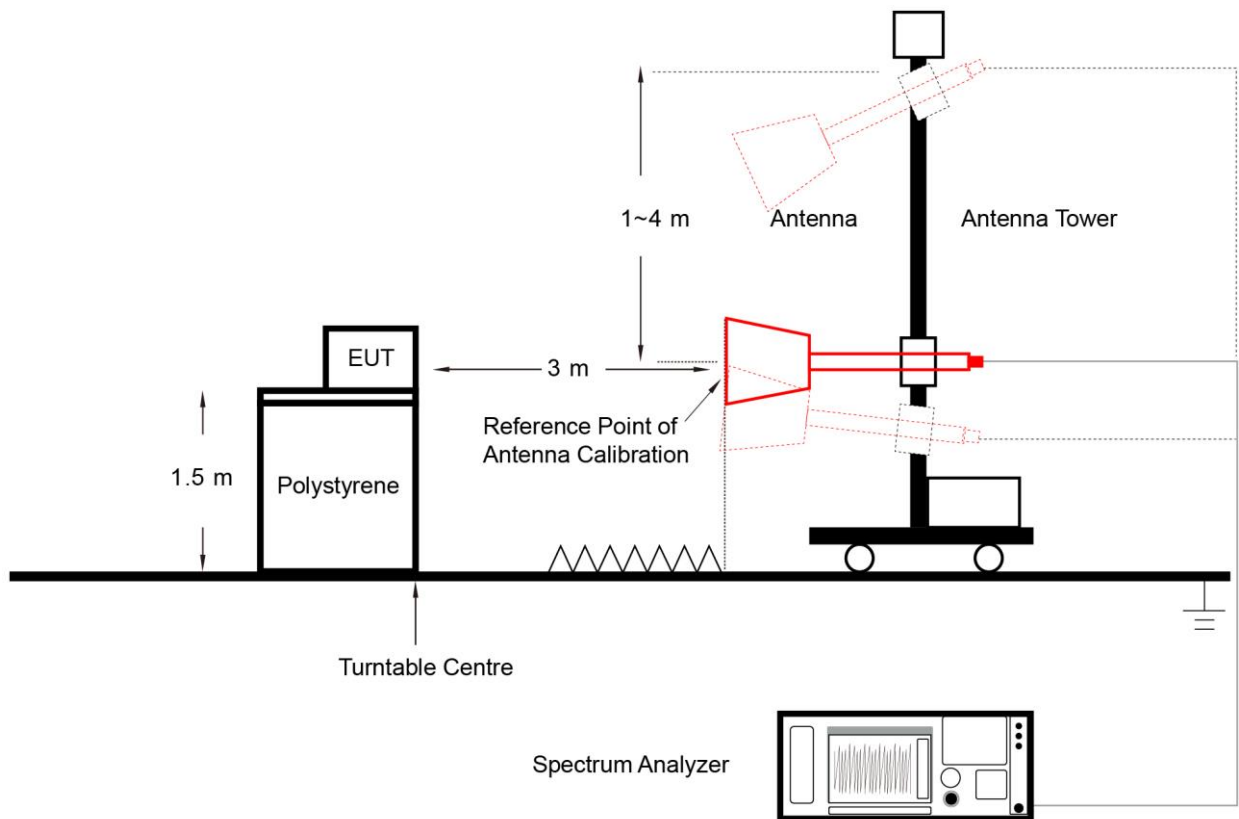 1~4 m
Antenna
Antenna Tower
EUT
3 m
Reference Point of
Antenna Calibration
1.5 m
Polystyrene
Turntable Centre
Spectrum Analyzer